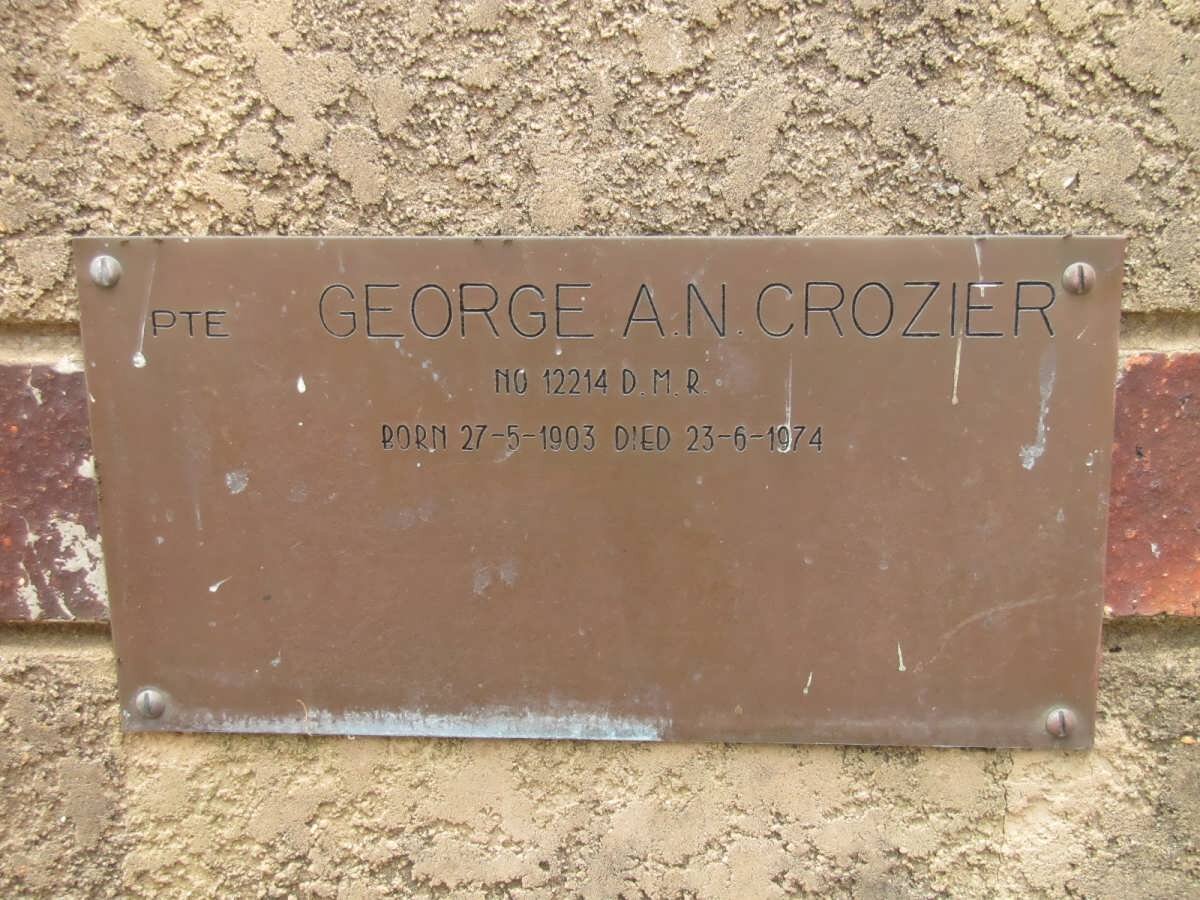 PTE GEORGE A.N. CROZIER
NO 12214 D.M.R.
BORN 27-5-1903 DIED 23-6-1974